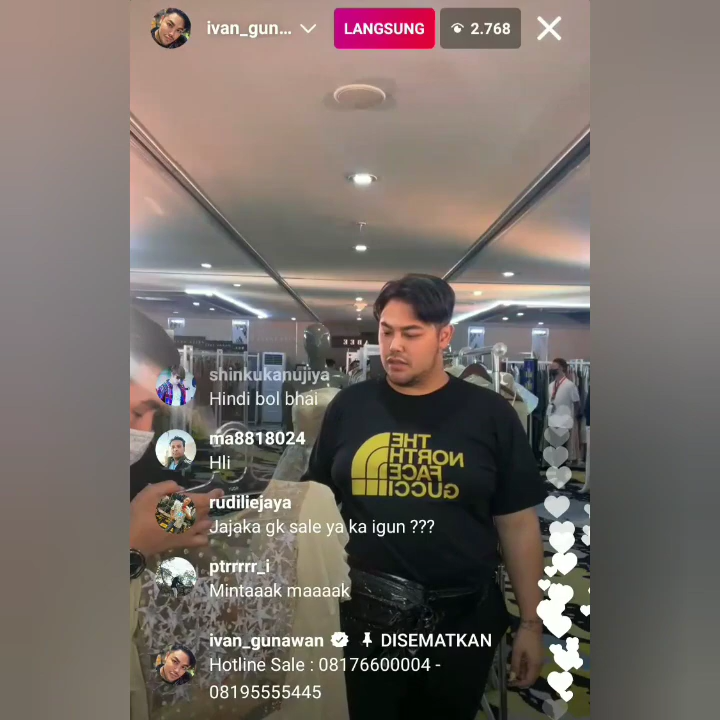 ivan_gun...
LANGSUNG
2.768
THE
NORTH
FACE
GUCCI
shinkukanujiya
Hindi bol bhai
ma8818024
Hli
rudiliejaya
Jajaka gk sale ya ka igun ???
ptrrrrr_i
Mintaaak maaaak
ivan_gunawan DISEMATKAN
Hotline Sale : 08176600004 -
08195555445